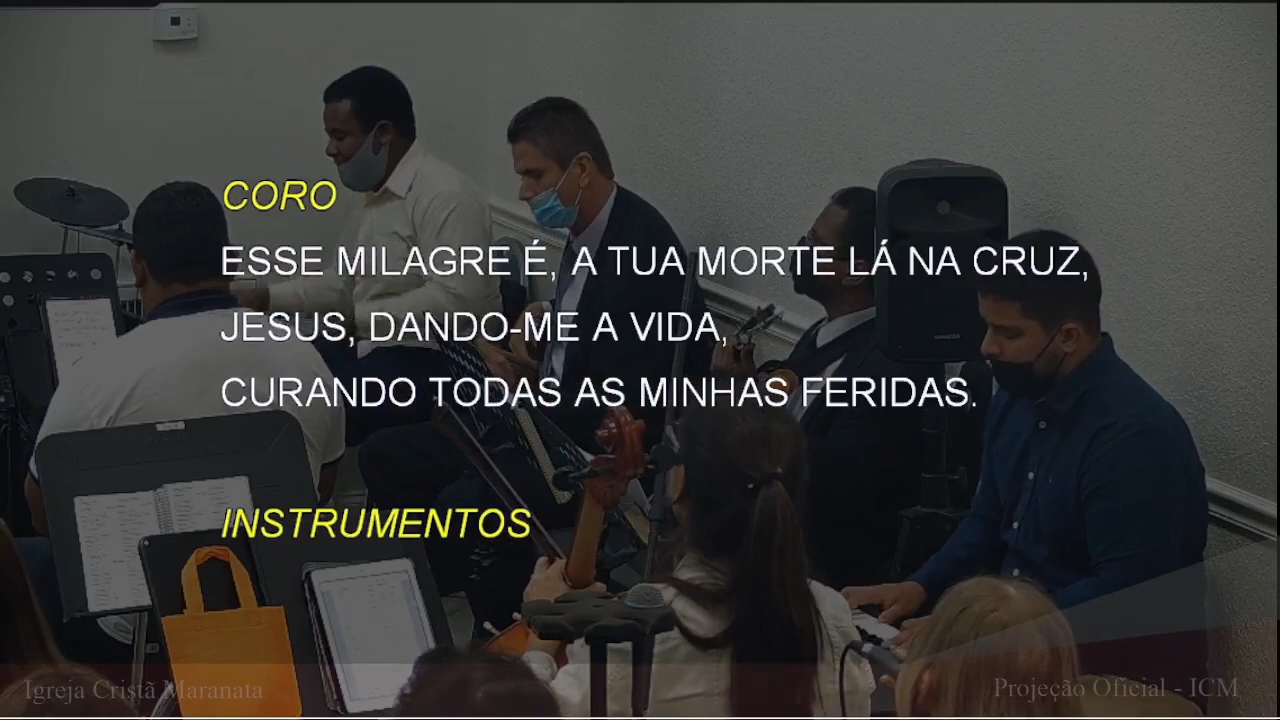 CORO
ESSE MILAGRE É, A TUA MORTE LÁ NA CRUZ,
JESUS, DANDO-ME A VIDA,
CURANDO TODAS AS MINHAS FERIDAS.
INSTRUMENTOS
Igreja Cristã Maranata
Projeção Oficial - ICM